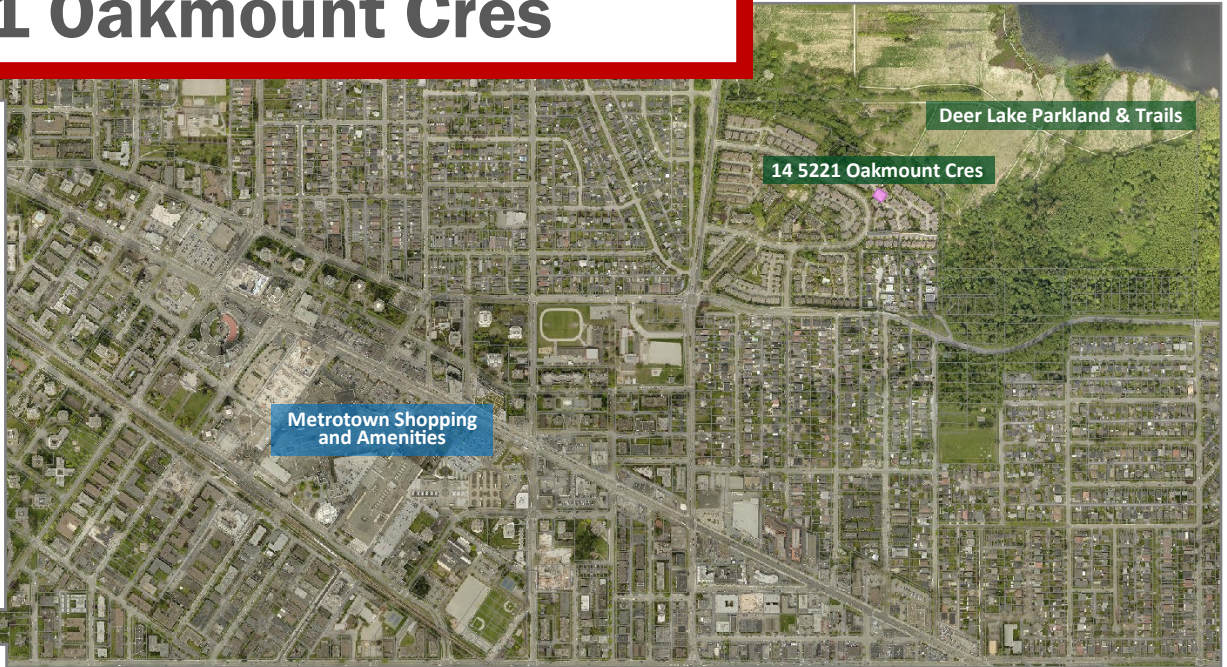 1 Oakmount Cres
Deer Lake Parkland & Trails
14 5221 Oakmount Cres
Metrotown Shopping
and Amenities